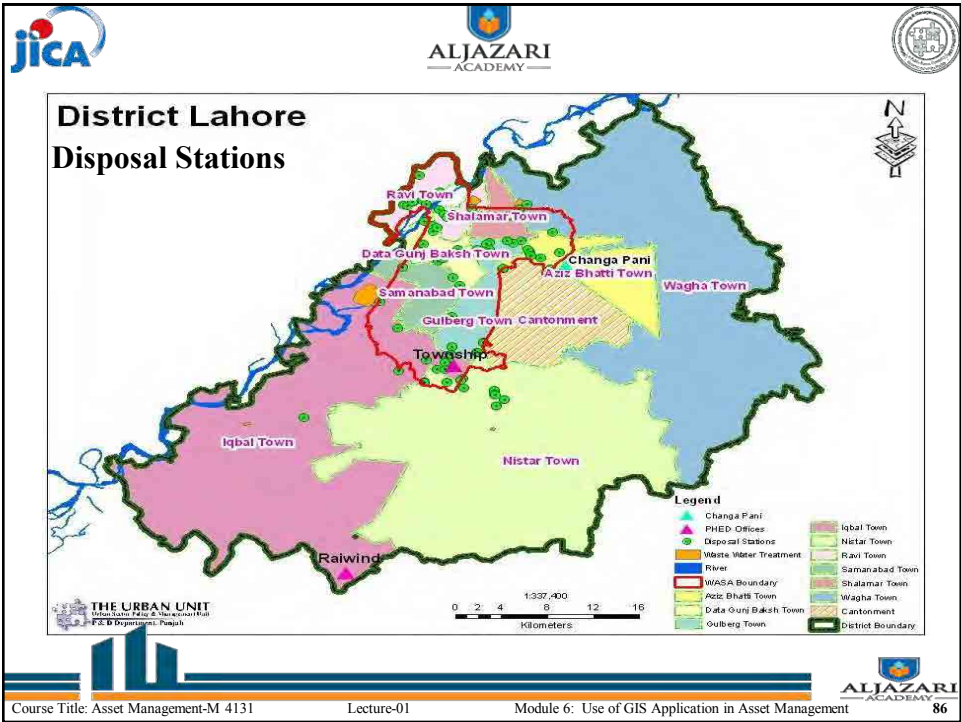 JICA
ALJAZARI
ACADEMY
District Lahore
Disposal Stations
N
Ravi Town
Shalamar Town
Data Gunj Baksh Town
Changa Pani
Aziz Bhatti Town
Wagha Town
Samanabad Town
Gulberg Town
Cantonment
Township
Iqbal Town
Nistar Town
Raiwind
Legend
Changa Pani
PHED Offices
Disposal Stations
Waste Water Treatment
River
WASA Boundary
Aziz Bhatti Town
Data Gunj Baksh Town
Gulberg Town
Iqbal Town
Nistar Town
Ravi Town
Samanabad Town
Shalamar Town
Wagha Town
Cantonment
District Boundary
1:337,400
0 2 4 8 12 16
Kilometers
THE URBAN UNIT
P & D Department, Punjab
ALJAZARI
ACADEMY
Course Title: Asset Management-M 4131 Lecture-01 Module 6: Use of GIS Application in Asset Management 86